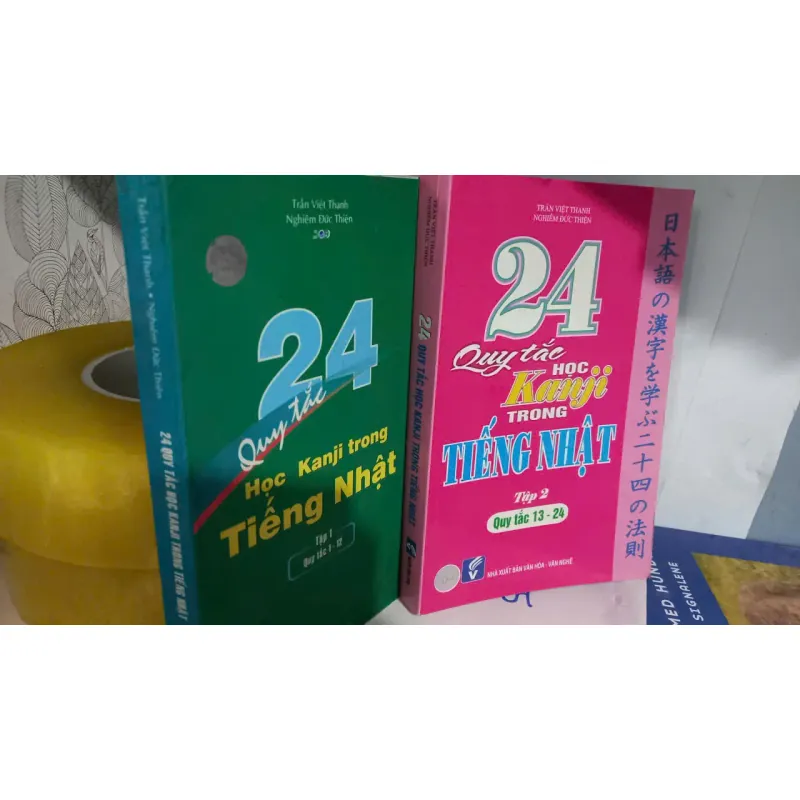 Trần Việt Thanh • Nghiêm Đức Thiện
24 QUY TẮC HỌC KANJI TRONG TIẾNG NHẬT
Trần Việt Thanh
Nghiêm Đức Thiện
24
Quy tắc
Học Kanji trong
Tiếng Nhật
Tập 1
Quy tắc 1 - 12
24 QUY TẮC HỌC KANJI TRONG TIẾNG NHẬT
TRẦN VIỆT THANH
NGHIÊM ĐỨC THIỆN
24
Quy tắc
HỌC
Kanji
TRONG
TIẾNG NHẬT
Tập 2
Quy tắc 13 - 24
NHÀ XUẤT BẢN VĂN HÓA - VĂN NGHỆ
日本語の漢字を学ぶ二十四の法則
MED HUND
SIGNALENE